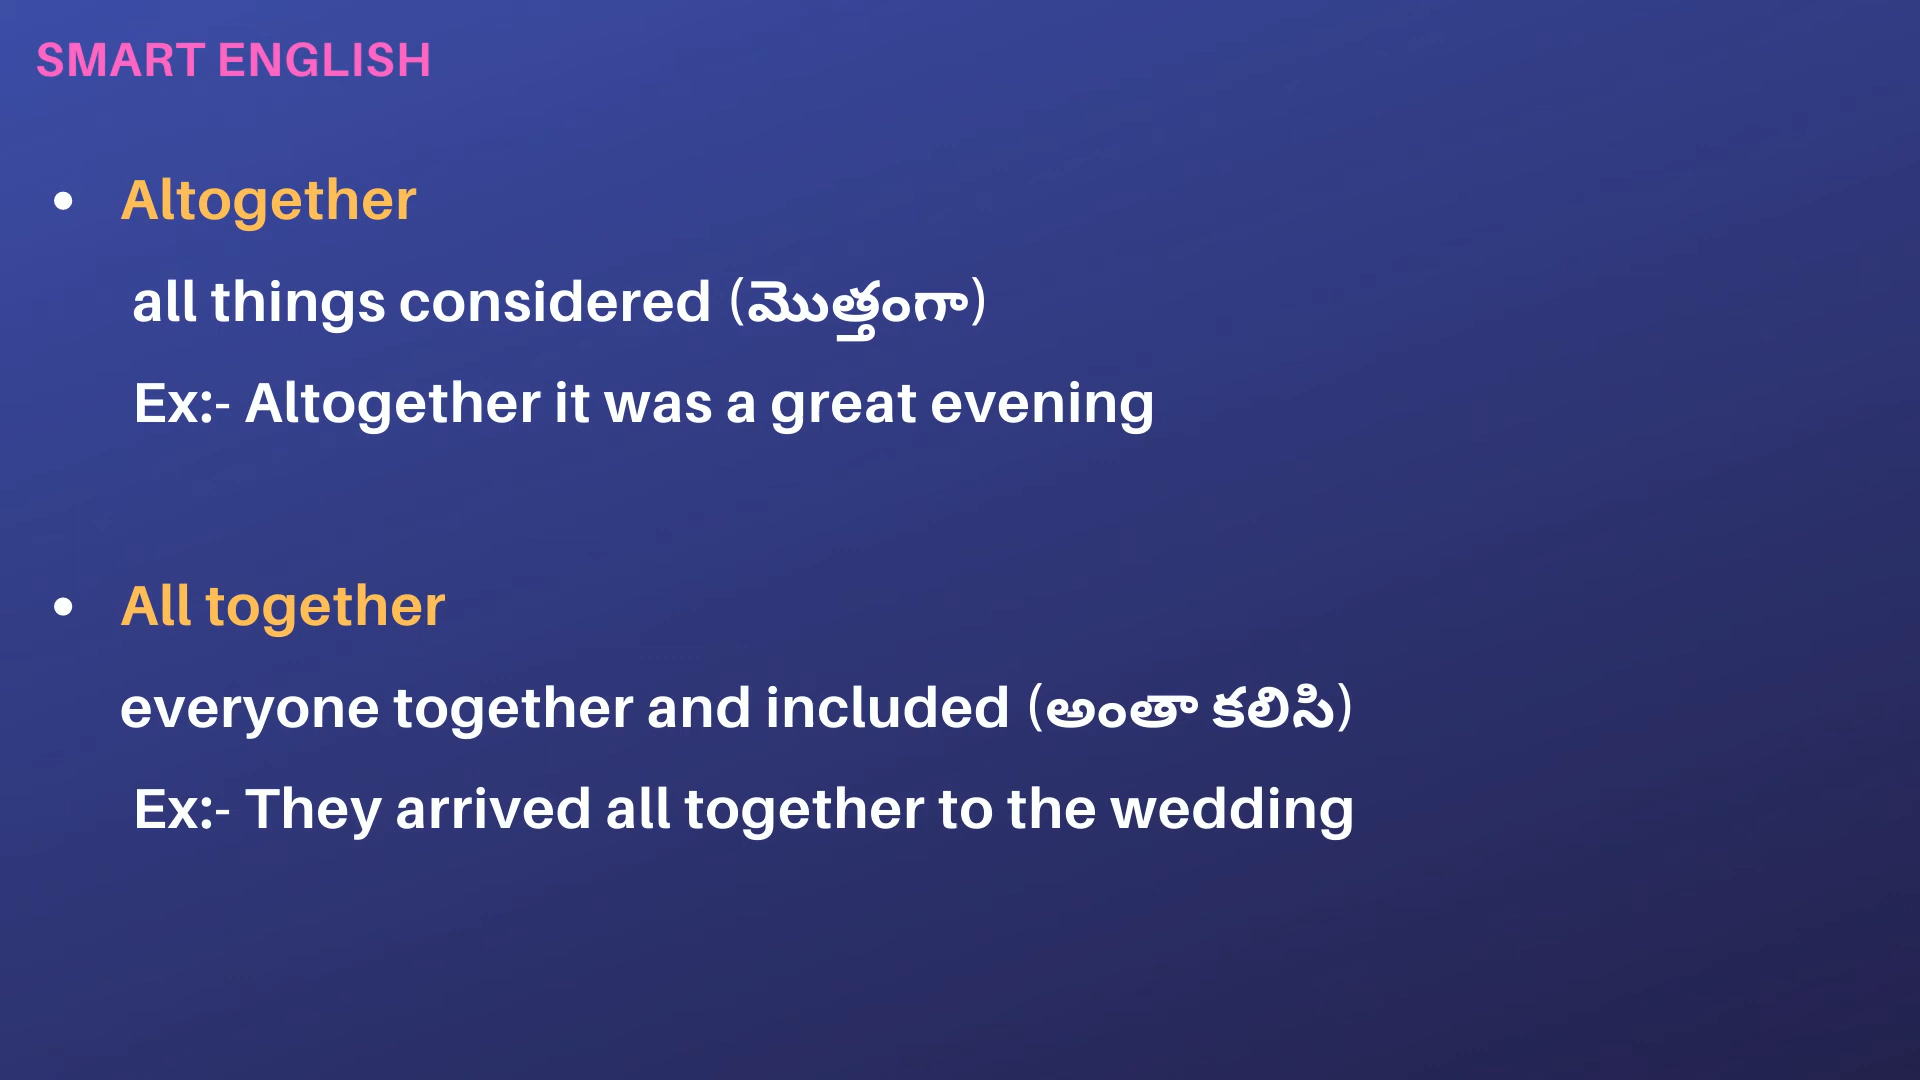 SMART ENGLISH
• Altogether
all things considered (మొత్తంగా)
Ex:- Altogether it was a great evening
• All together
everyone together and included (అంతా కలిసి)
Ex:- They arrived all together to the wedding